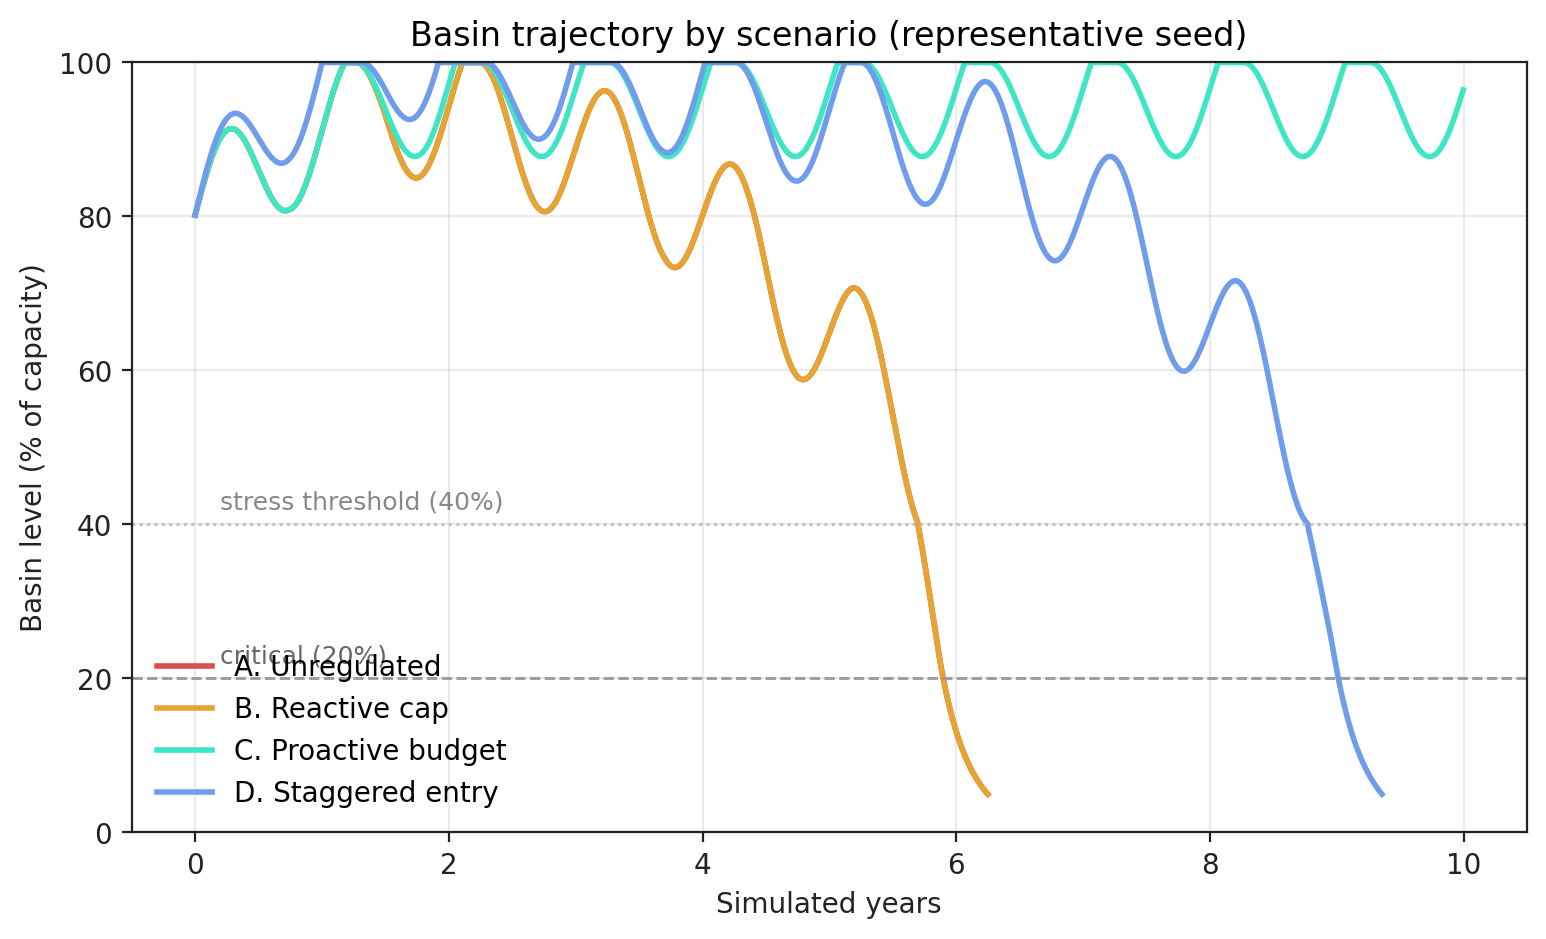 Basin trajectory by scenario (representative seed)
Basin level (% of capacity)
100
80
60
40
20
0
stress threshold (40%)
critical (20%)
A. Unregulated
B. Reactive cap
C. Proactive budget
D. Staggered entry
0 2 4 6 8 10
Simulated years